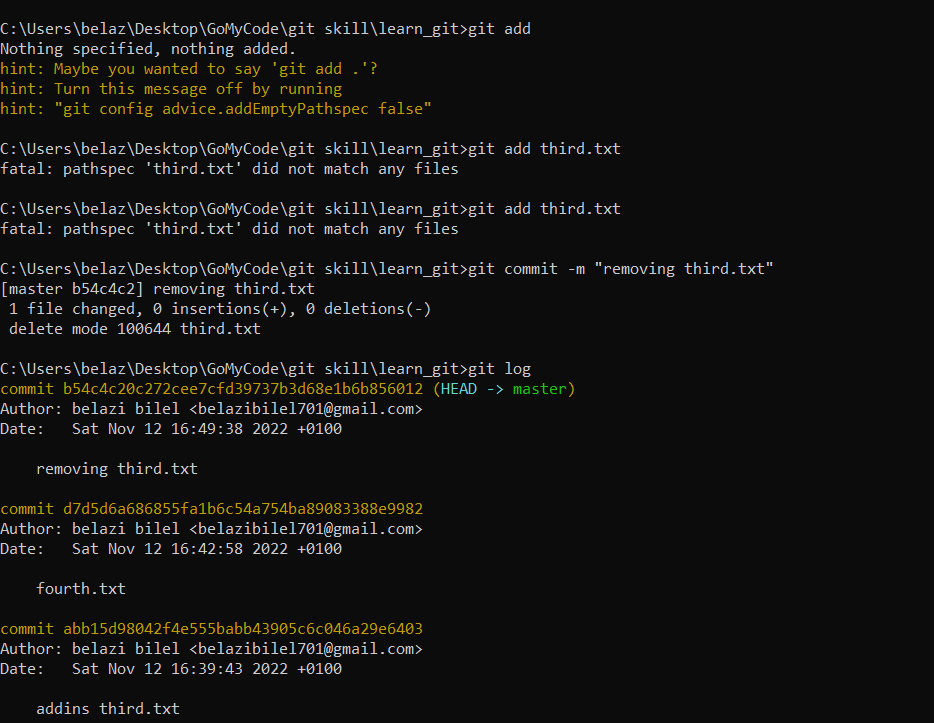 C:\Users\belaz\Desktop\GoMyCode\git skill\learn_git>git add
Nothing specified, nothing added.
hint: Maybe you wanted to say 'git add .'?
hint: Turn this message off by running
hint: "git config advice.addEmptyPathspec false"
C:\Users\belaz\Desktop\GoMyCode\git skill\learn_git>git add third.txt
fatal: pathspec 'third.txt' did not match any files
C:\Users\belaz\Desktop\GoMyCode\git skill\learn_git>git add third.txt
fatal: pathspec 'third.txt' did not match any files
C:\Users\belaz\Desktop\GoMyCode\git skill\learn_git>git commit -m "removing third.txt"
[master b54c4c2] removing third.txt
 1 file changed, 0 insertions(+), 0 deletions(-)
 delete mode 100644 third.txt
C:\Users\belaz\Desktop\GoMyCode\git skill\learn_git>git log
commit b54c4c20c272cee7cfd39737b3d68e1b6b856012 (HEAD -> master)
Author: belazi bilel <belazibilel701@gmail.com>
Date:   Sat Nov 12 16:49:38 2022 +0100
    removing third.txt
commit d7d5d6a686855fa1b6c54a754ba89083388e9982
Author: belazi bilel <belazibilel701@gmail.com>
Date:   Sat Nov 12 16:42:58 2022 +0100
    fourth.txt
commit abb15d98042f4e555babb43905c6c046a29e6403
Author: belazi bilel <belazibilel701@gmail.com>
Date:   Sat Nov 12 16:39:43 2022 +0100
    addins third.txt